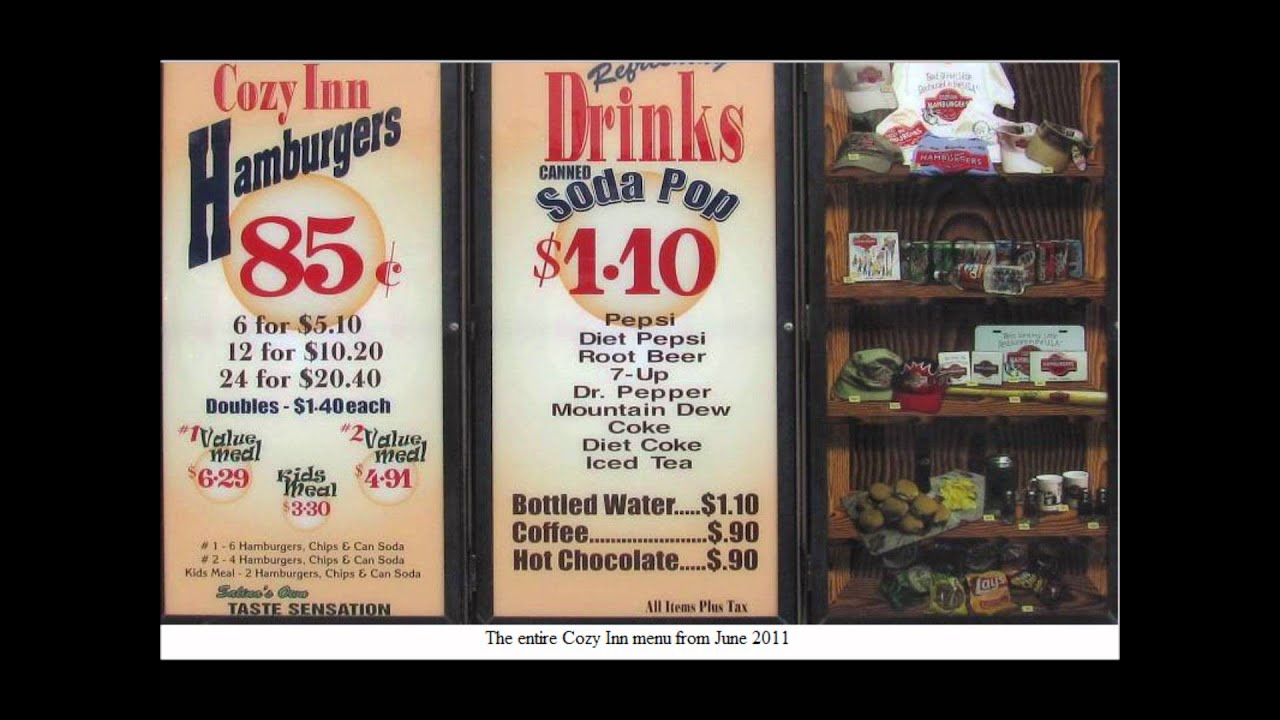 Cozy Inn
Hamburgers
85¢
6 for $5.10
12 for $10.20
24 for $20.40
Doubles - $1.40 each
#1 Value meal
$6.29
#2 Value meal
$4.91
Kids Meal
$3.30
# 1 - 6 Hamburgers, Chips & Can Soda
# 2 - 4 Hamburgers, Chips & Can Soda
Kids Meal - 2 Hamburgers, Chips & Can Soda
Salina's Own
TASTE SENSATION
Refreshing
Drinks
CANNED
Soda Pop
$1.10
Pepsi
Diet Pepsi
Root Beer
7-Up
Dr. Pepper
Mountain Dew
Coke
Diet Coke
Iced Tea
Bottled Water.....$1.10
Coffee......................$.90
Hot Chocolate.....$.90
All Items Plus Tax
HAMBURGERS
HAMBURGERS
Lay's
The entire Cozy Inn menu from June 2011